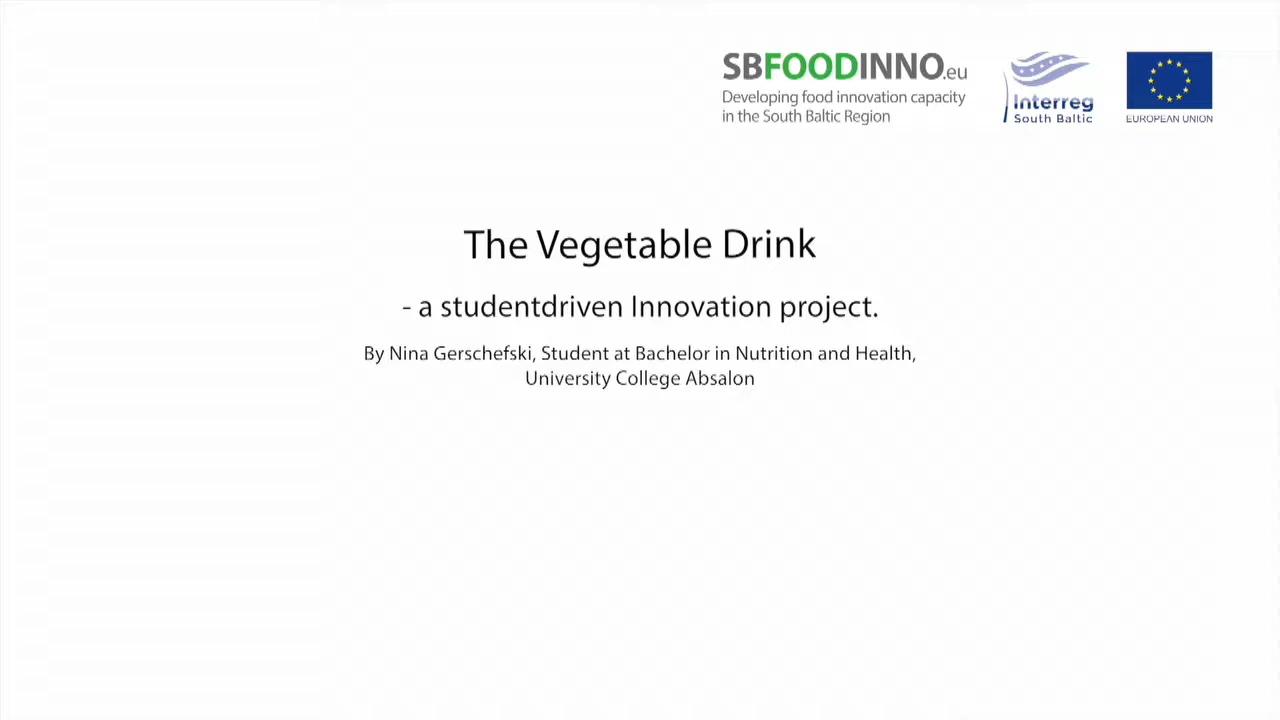 SBFOODINNO.eu
Developing food innovation capacity
in the South Baltic Region
Interreg
South Baltic
EUROPEAN UNION
The Vegetable Drink
- a studentdriven Innovation project.
By Nina Gerschefski, Student at Bachelor in Nutrition and Health,
University College Absalon